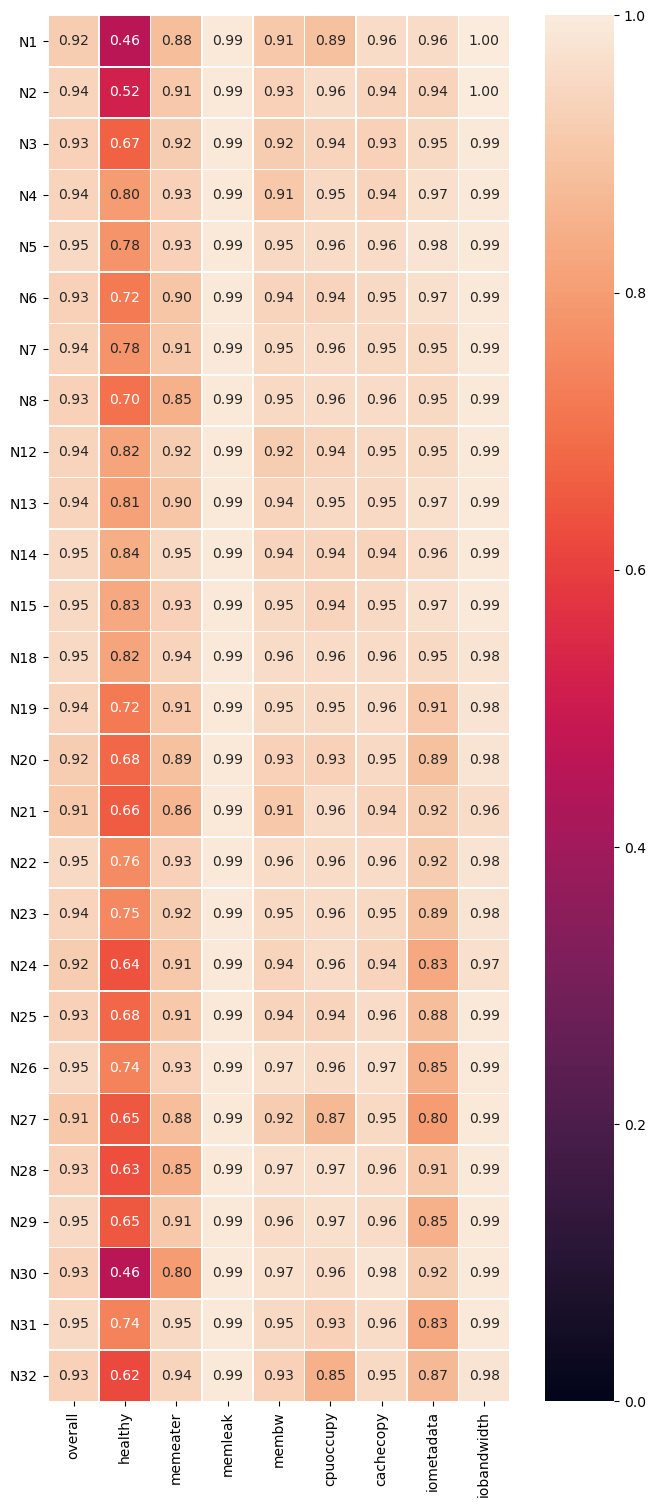 N1 0.92 0.46 0.88 0.99 0.91 0.89 0.96 0.96 1.00
N2 0.94 0.52 0.91 0.99 0.93 0.96 0.94 0.94 1.00
N3 0.93 0.67 0.92 0.99 0.92 0.94 0.93 0.95 0.99
N4 0.94 0.80 0.93 0.99 0.91 0.95 0.94 0.97 0.99
N5 0.95 0.78 0.93 0.99 0.95 0.96 0.96 0.98 0.99
N6 0.93 0.72 0.90 0.99 0.94 0.94 0.95 0.97 0.99
N7 0.94 0.78 0.91 0.99 0.95 0.96 0.95 0.95 0.99
N8 0.93 0.70 0.85 0.99 0.95 0.96 0.96 0.95 0.99
N12 0.94 0.82 0.92 0.99 0.92 0.94 0.95 0.95 0.99
N13 0.94 0.81 0.90 0.99 0.94 0.95 0.95 0.97 0.99
N14 0.95 0.84 0.95 0.99 0.94 0.94 0.94 0.96 0.99
N15 0.95 0.83 0.93 0.99 0.95 0.94 0.95 0.97 0.99
N18 0.95 0.82 0.94 0.99 0.96 0.96 0.96 0.95 0.98
N19 0.94 0.72 0.91 0.99 0.95 0.95 0.96 0.91 0.98
N20 0.92 0.68 0.89 0.99 0.93 0.93 0.95 0.89 0.98
N21 0.91 0.66 0.86 0.99 0.91 0.96 0.94 0.92 0.96
N22 0.95 0.76 0.93 0.99 0.96 0.96 0.96 0.92 0.98
N23 0.94 0.75 0.92 0.99 0.95 0.96 0.95 0.89 0.98
N24 0.92 0.64 0.91 0.99 0.94 0.96 0.94 0.83 0.97
N25 0.93 0.68 0.91 0.99 0.94 0.94 0.96 0.88 0.99
N26 0.95 0.74 0.93 0.99 0.97 0.96 0.97 0.85 0.99
N27 0.91 0.65 0.88 0.99 0.92 0.87 0.95 0.80 0.99
N28 0.93 0.63 0.85 0.99 0.97 0.97 0.96 0.91 0.99
N29 0.95 0.65 0.91 0.99 0.96 0.97 0.96 0.85 0.99
N30 0.93 0.46 0.80 0.99 0.97 0.96 0.98 0.92 0.99
N31 0.95 0.74 0.95 0.99 0.95 0.93 0.96 0.83 0.99
N32 0.93 0.62 0.94 0.99 0.93 0.85 0.95 0.87 0.98
overall healthy memeater memleak membw cpuoccupy cachecopy iometadata iobandwidth
1.0
0.8
0.6
0.4
0.2
0.0